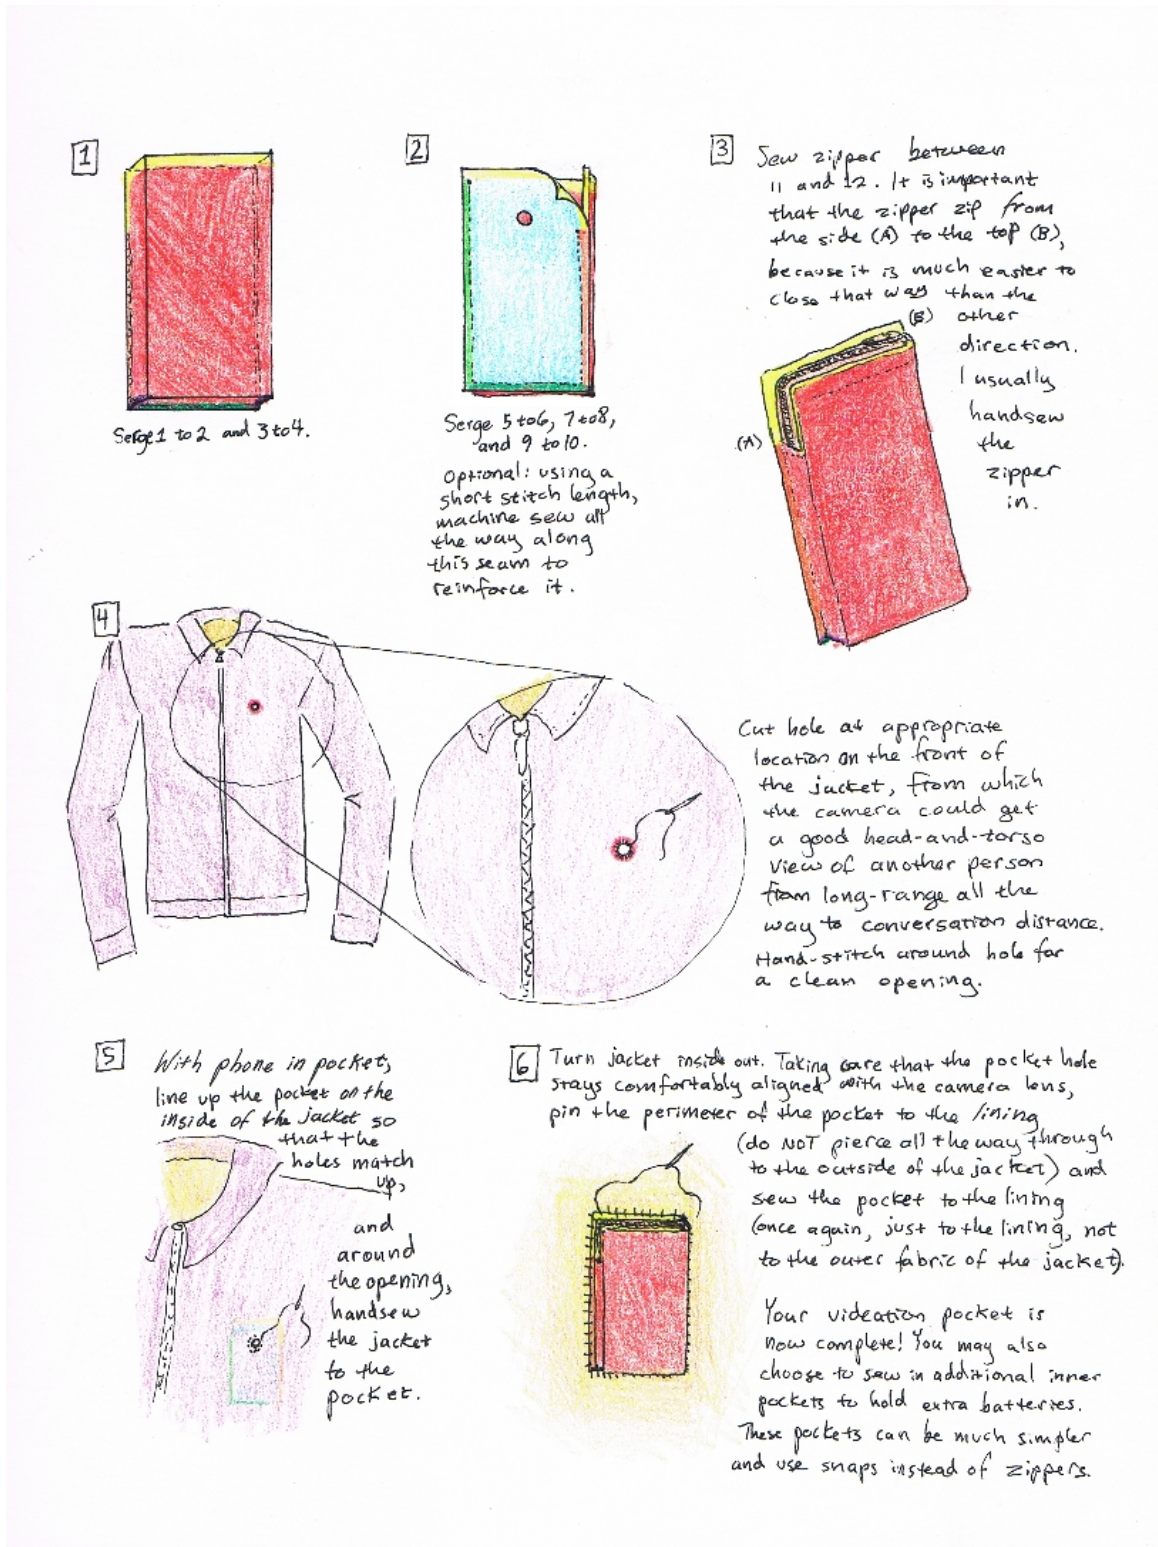 1
Serge 1 to 2 and 3 to 4.
2
Serge 5 to 6, 7 to 8,
and 9 to 10.
Optional: using a
short stitch length,
machine sew all
the way along
this seam to
reinforce it.
3
Sew zipper between
11 and 12. It is important
that the zipper zip from
the side (A) to the top (B),
because it is much easier to
close that way than the
(B) other
direction.
I usually
handsew
(A) the
zipper
in.
4
Cut hole at appropriate
location on the front of
the jacket, from which
the camera could get
a good head-and-torso
view of another person
from long-range all the
way to conversation distance.
Hand-stitch around hole for
a clean opening.
5
With phone in pocket,
line up the pocket on the
inside of the jacket so
that the
holes match
up,
and
around
the opening,
handsew
the jacket
to the
pocket.
6
Turn jacket inside out. Taking care that the pocket hole
stays comfortably aligned with the camera lens,
pin the perimeter of the pocket to the lining
(do NOT pierce all the way through
to the outside of the jacket) and
sew the pocket to the lining
(once again, just to the lining, not
to the outer fabric of the jacket).
Your videation pocket is
now complete! You may also
choose to sew in additional inner
pockets to hold extra batteries.
These pockets can be much simpler
and use snaps instead of zippers.